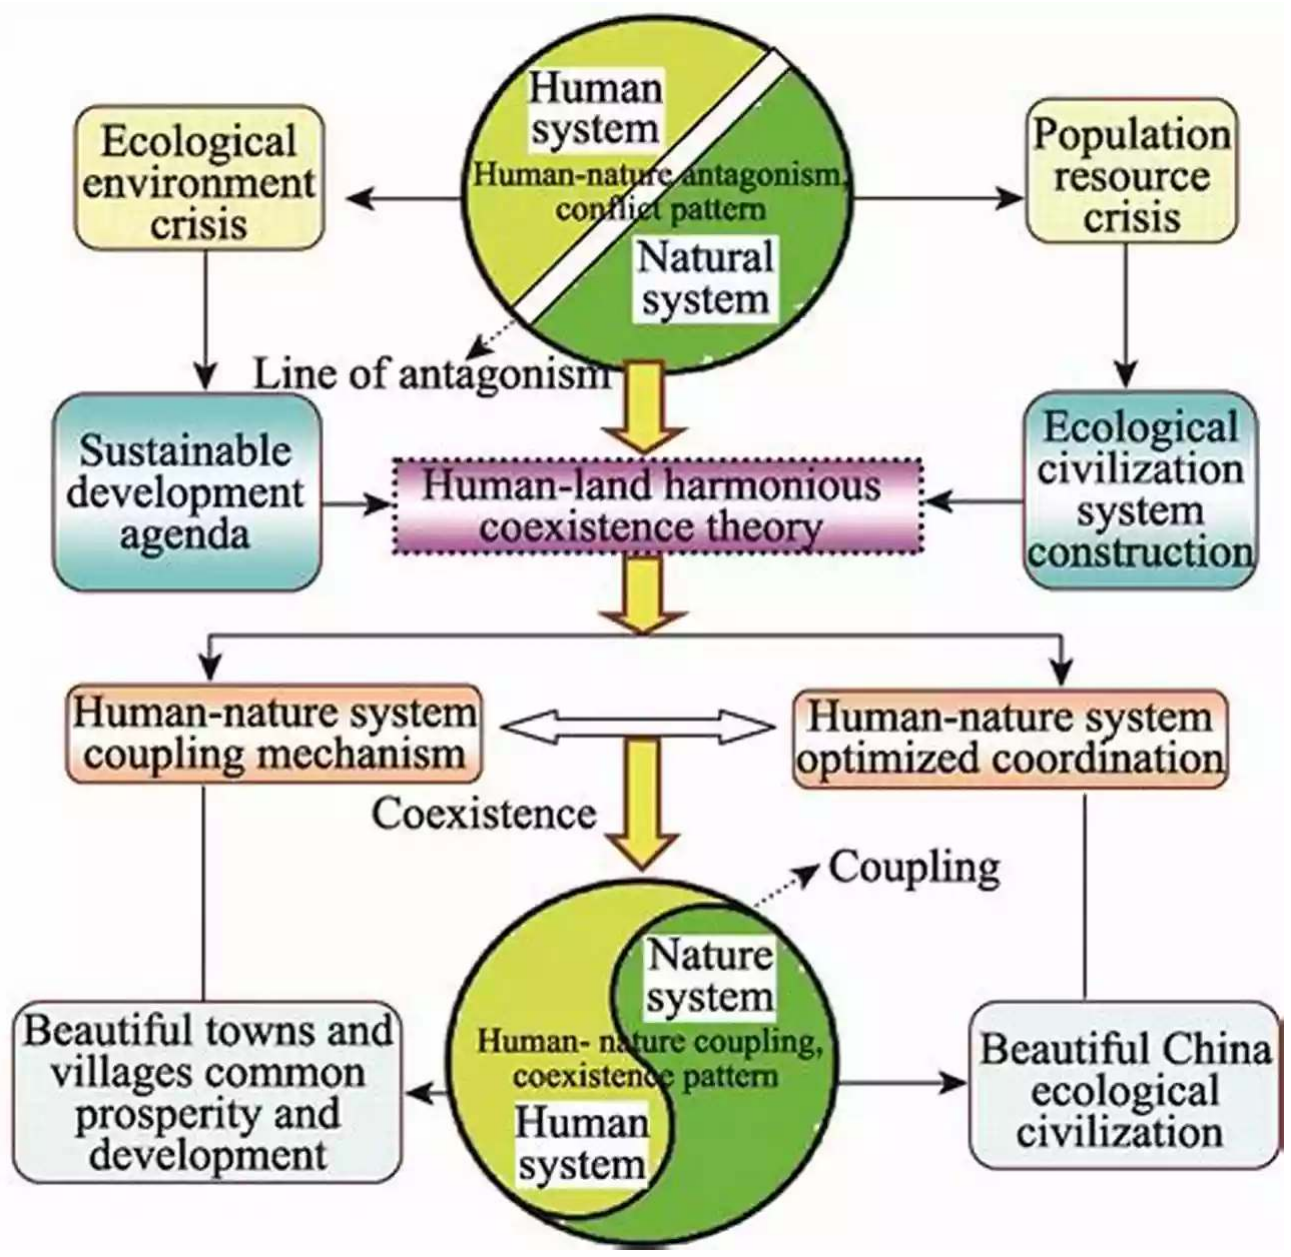 Human
system
Human-nature antagonism,
conflict pattern
Natural
system
Ecological
environment
crisis
Population
resource
crisis
Line of antagonism
Sustainable
development
agenda
Human-land harmonious
coexistence theory
Ecological
civilization
system
construction
Human-nature system
coupling mechanism
Human-nature system
optimized coordination
Coexistence
Coupling
Nature
system
Human- nature coupling,
coexistence pattern
Human
system
Beautiful towns and
villages common
prosperity and
development
Beautiful China
ecological
civilization